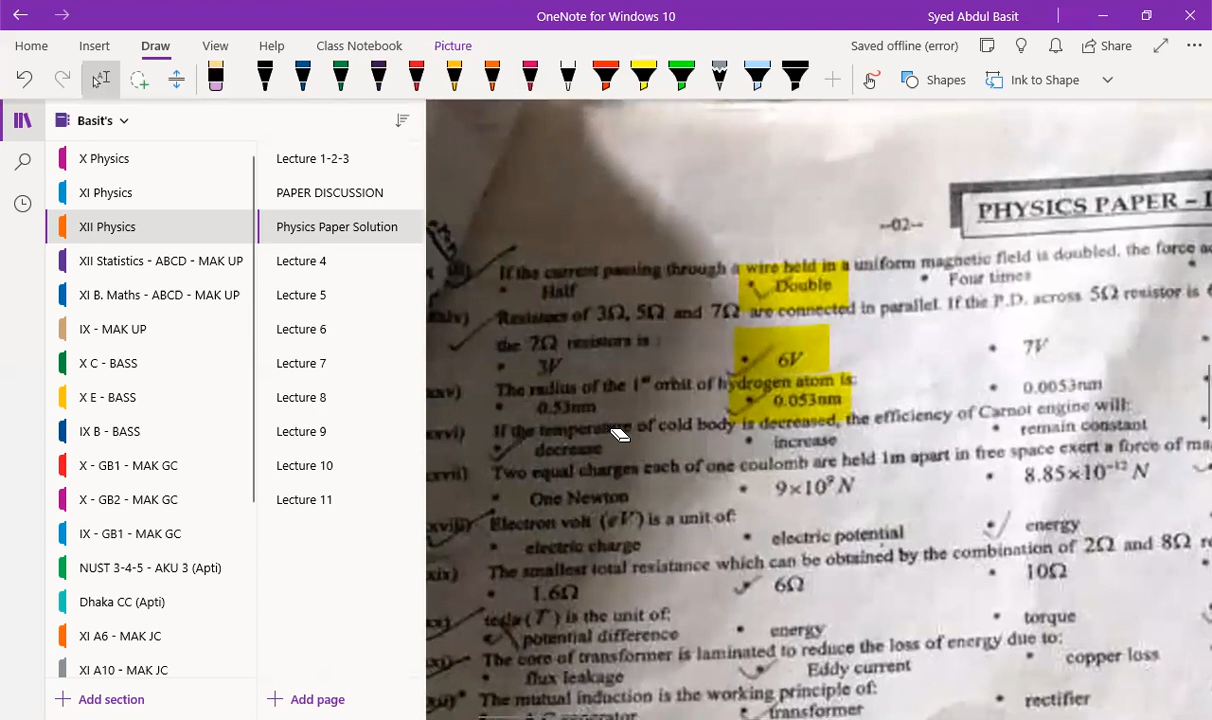 OneNote for Windows 10
Syed Abdul Basit
Home
Insert
Draw
View
Help
Class Notebook
Picture
Saved offline (error)
Share
Shapes
Ink to Shape
Basit's
X Physics
XI Physics
XII Physics
XII Statistics - ABCD - MAK UP
XI B. Maths - ABCD - MAK UP
IX - MAK UP
X C - BASS
X E - BASS
IX B - BASS
X - GB1 - MAK GC
X - GB2 - MAK GC
IX - GB1 - MAK GC
NUST 3-4-5 - AKU 3 (Apti)
Dhaka CC (Apti)
XI A6 - MAK JC
XI A10 - MAK JC
Add section
Lecture 1-2-3
PAPER DISCUSSION
Physics Paper Solution
Lecture 4
Lecture 5
Lecture 6
Lecture 7
Lecture 8
Lecture 9
Lecture 10
Lecture 11
Add page
--02--
PHYSICS PAPER – I
If the current passing through a wire held in a uniform magnetic field is doubled, the force
• Half • Double • Four times
Resistors of 3Ω, 5Ω and 7Ω are connected in parallel. If the P.D. across 5Ω resistor is
the 7Ω resistors is :
• 3V • 6V • 7V
xxv) The radius of the 1st orbit of hydrogen atom is:
• 0.53nm • 0.053nm • 0.0053nm
xxvi) If the temperature of cold body is decreased, the efficiency of Carnot engine will:
• decrease • increase • remain constant
xxvii) Two equal charges each of one coulomb are held 1m apart in free space exert a force of
• One Newton • 9×10⁹ N • 8.85×10⁻¹² N
Electron volt (eV) is a unit of:
• electric charge • electric potential • energy
xix) The smallest total resistance which can be obtained by the combination of 2Ω and 8Ω
• 1.6Ω • 6Ω • 10Ω
tesla (T) is the unit of:
• potential difference • energy • torque
The core of transformer is laminated to reduce the loss of energy due to:
• flux leakage • Eddy current • copper loss
The mutual induction is the working principle of:
transformer • rectifier